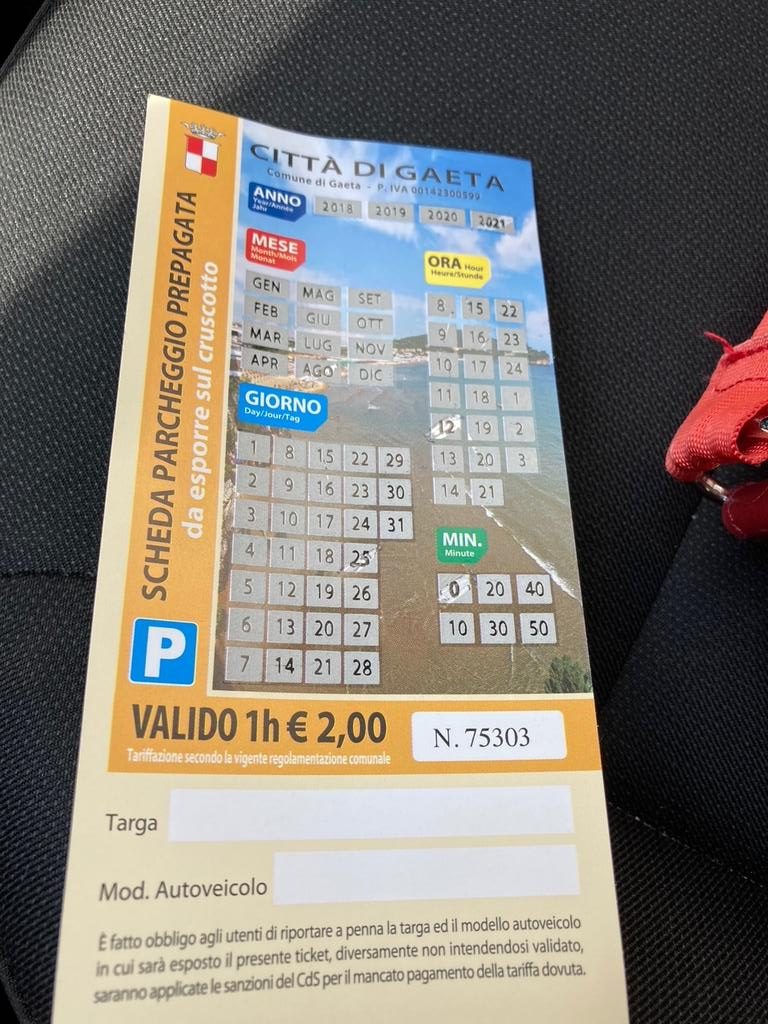 SCHEDA PARCHEGGIO PREPAGATA
da esporre sul cruscotto
CITTÀ DI GAETA
Comune di Gaeta - P. IVA 00142300599
ANNO
Year/Année
Jahr
2018 2019 2020 2021
MESE
Month/Mois
Monat
GEN MAG SET
FEB GIU OTT
MAR LUG NOV
APR AGO DIC
ORA Hour
Heure/Stunde
8 15 22
9 16 23
10 17 24
11 18 1
12 19 2
13 20 3
14 21
GIORNO
Day/Jour/Tag
1 8 15 22 29
2 9 16 23 30
3 10 17 24 31
4 11 18 25
5 12 19 26
6 13 20 27
7 14 21 28
MIN.
Minute
0 20 40
10 30 50
P
VALIDO 1h € 2,00
Tariffazione secondo la vigente regolamentazione comunale
N. 75303
Targa
Mod. Autoveicolo
È fatto obbligo agli utenti di riportare a penna la targa ed il modello autoveicolo
in cui sarà esposto il presente ticket, diversamente non intendendosi validato,
saranno applicate le sanzioni del CdS per il mancato pagamento della tariffa dovuta.